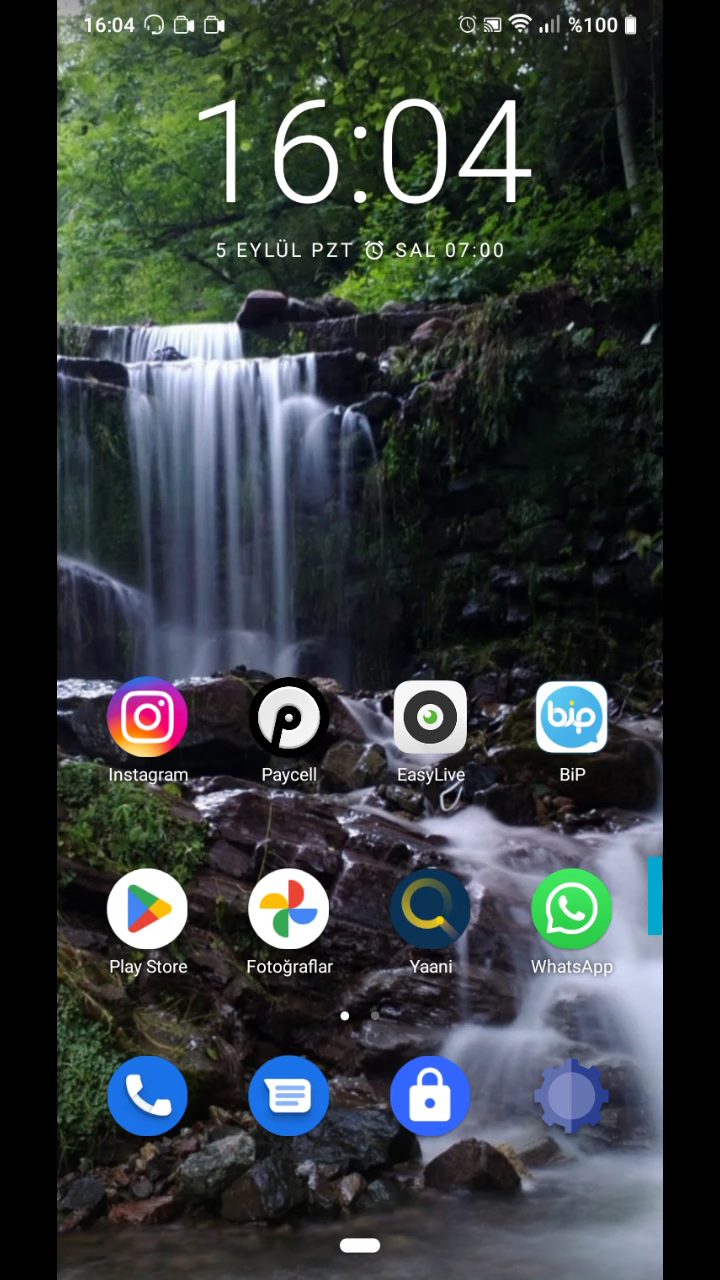 16:04 %100
16:04
5 EYLÜL PZT SAL 07:00
bip
Instagram Paycell EasyLive BiP
Play Store Fotoğraflar Yaani WhatsApp